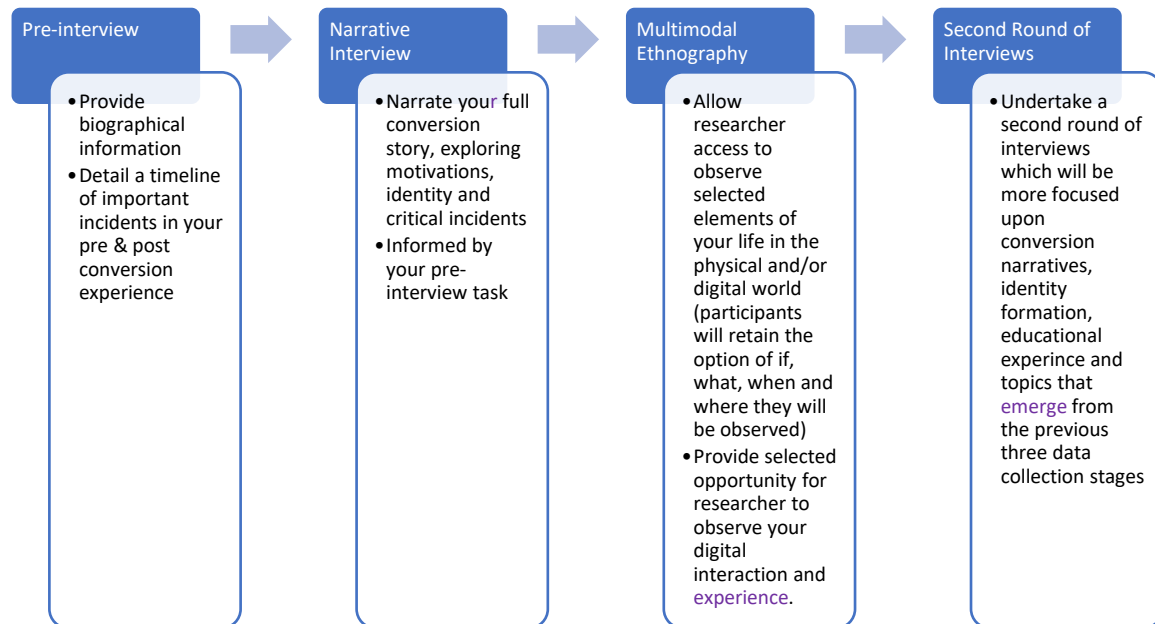 Pre-interview
• Provide
biographical
information
• Detail a timeline
of important
incidents in your
pre & post
conversion
experience
Narrative
Interview
• Narrate your full
conversion
story, exploring
motivations,
identity and
critical incidents
• Informed by
your pre-
interview task
Multimodal
Ethnography
• Allow
researcher
access to
observe
selected
elements of
your life in the
physical and/or
digital world
(participants
will retain the
option of if,
what, when and
where they will
be observed)
• Provide selected
opportunity for
researcher to
observe your
digital
interaction and
experience.
Second Round of
Interviews
• Undertake a
second round of
interviews
which will be
more focused
upon
conversion
narratives,
identity
formation,
educational
experince and
topics that
emerge from
the previous
three data
collection stages